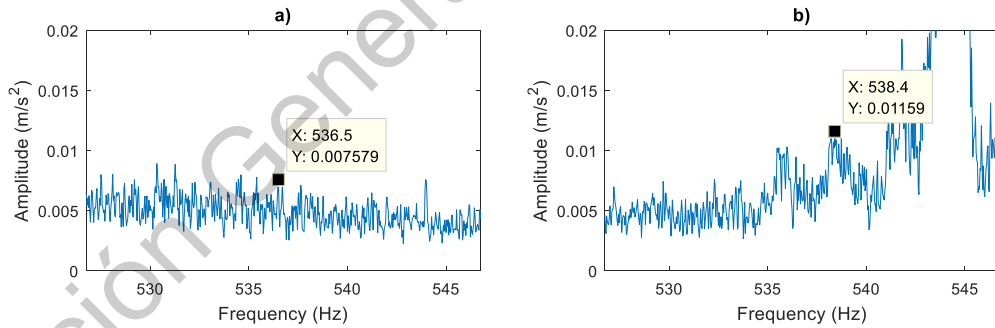 a)
0.02
0.015
0.01
0.005
0
Amplitude (m/s²)
X: 536.5
Y: 0.007579
530
535
540
545
Frequency (Hz)
b)
0.02
0.015
0.01
0.005
0
Amplitude (m/s²)
X: 538.4
Y: 0.01159
530
535
540
545
Frequency (Hz)
sión Gener